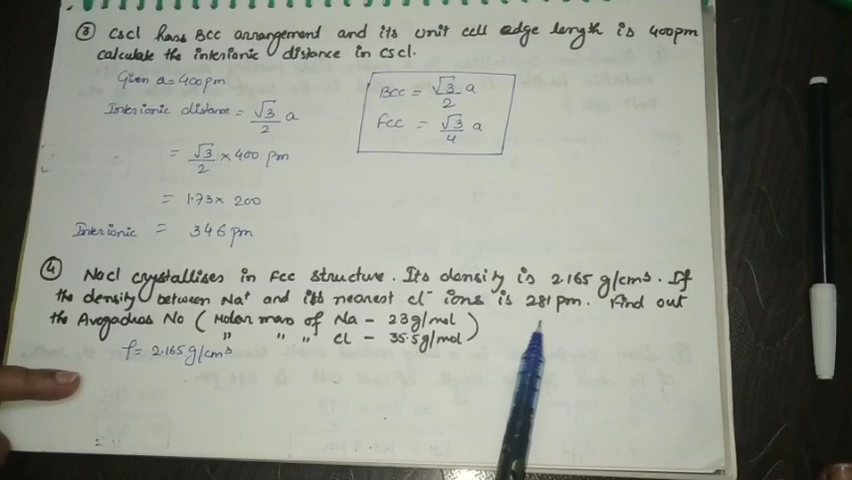 ③ Cscl has BCC arrangement and its unit cell edge length is 400pm
calculate the interionic distance in cscl.
Given a=400pm
Interionic distance = √3/2 a
= √3/2 × 400 pm
= 1.73 × 200
Interionic = 346 pm
BCC = √3/2 a
FCC = √3/4 a
④ Nacl crystallises in FCC structure. Its density is 2.165 g/cm³. If
the density between Na⁺ and its nearest cl⁻ ions is 281 pm. Find out
the Avogadros No ( Molar mass of Na - 23g/mol )
" " " cl - 35.5g/mol
f = 2.165g/cm³